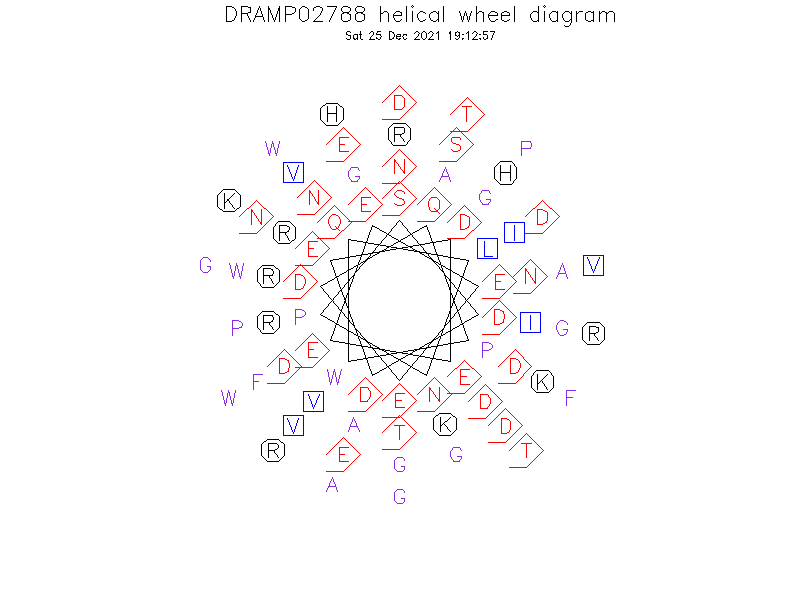 DRAMP02788 helical wheel diagram
Sat 25 Dec 2021 19:12:57
D
H T
R
E S
W P
N
V G A H
K N E S Q G
N Q D D
R I
E L
G W R D E N A V
P R P D I G R
E P
D D
W E
F K
W V D E N D F
V A T K D
R E G T
G
A
G